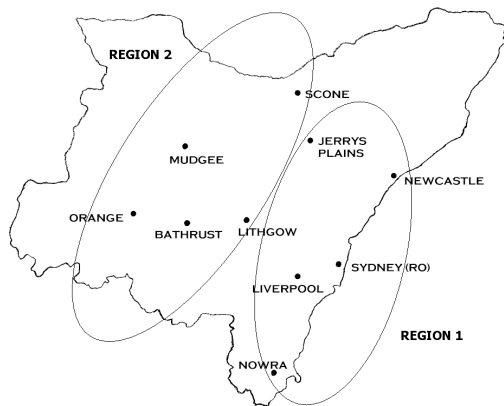 REGION 2
SCONE
JERRYS
PLAINS
MUDGEE
NEWCASTLE
ORANGE
BATHRUST
LITHGOW
SYDNEY (RO)
LIVERPOOL
REGION 1
NOWRA